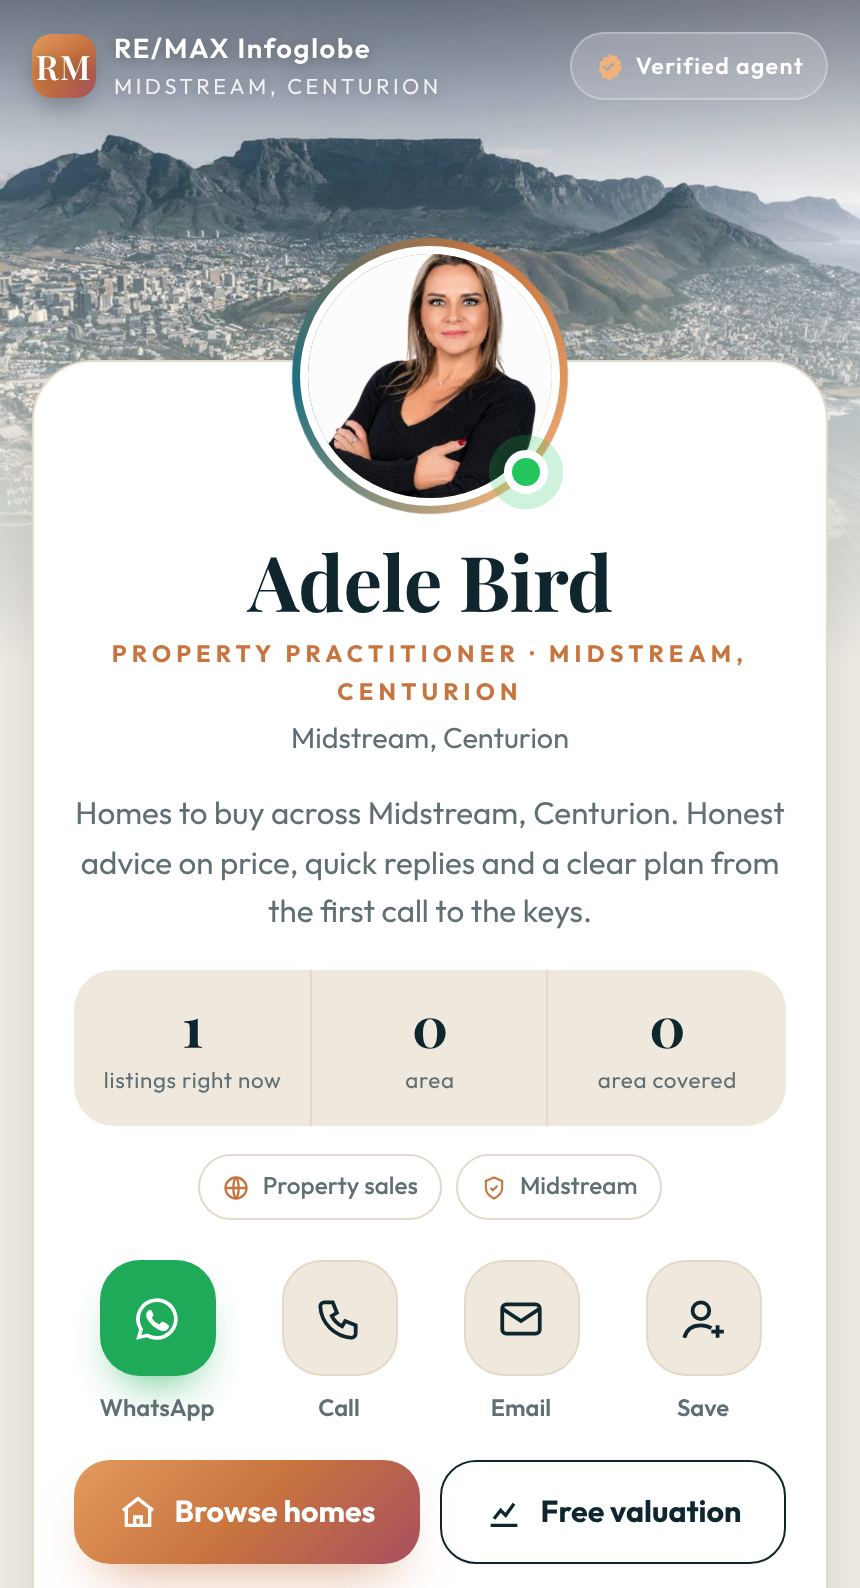 RM
RE/MAX Infoglobe
MIDSTREAM, CENTURION
Verified agent
Adele Bird
PROPERTY PRACTITIONER · MIDSTREAM,
CENTURION
Midstream, Centurion
Homes to buy across Midstream, Centurion. Honest
advice on price, quick replies and a clear plan from
the first call to the keys.
1
listings right now
0
area
0
area covered
Property sales
Midstream
WhatsApp
Call
Email
Save
Browse homes
Free valuation